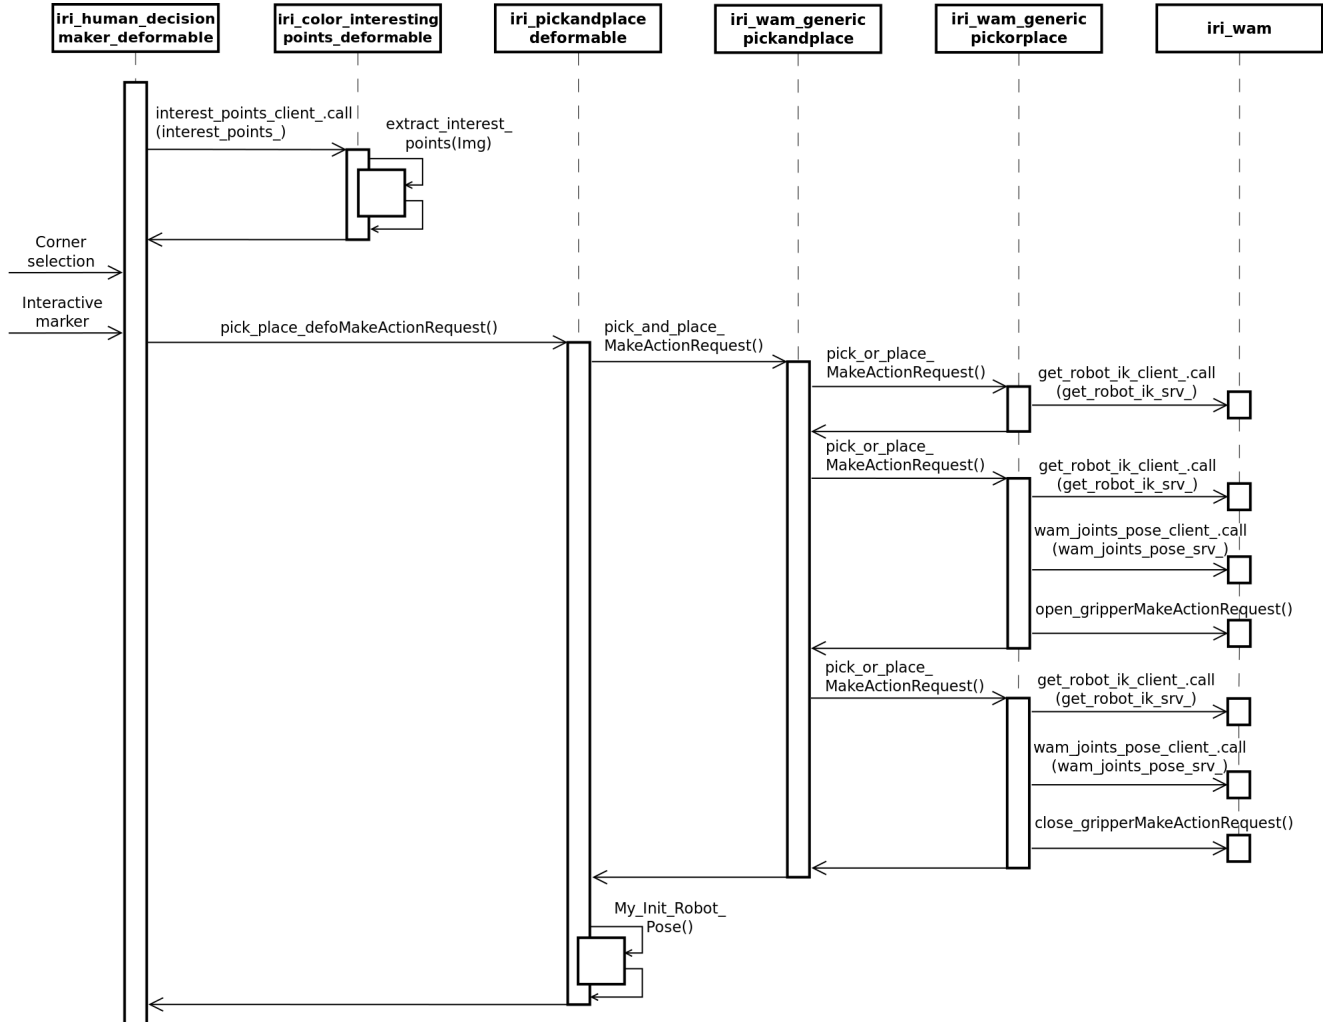 iri_human_decision
maker_deformable
iri_color_interesting
points_deformable
iri_pickandplace
deformable
iri_wam_generic
pickandplace
iri_wam_generic
pickorplace
iri_wam
interest_points_client_.call
(interest_points_)
extract_interest_
points(Img)
Corner
selection
Interactive
marker
pick_place_defoMakeActionRequest()
pick_and_place_
MakeActionRequest()
pick_or_place_
MakeActionRequest()
get_robot_ik_client_.call
(get_robot_ik_srv_)
pick_or_place_
MakeActionRequest()
get_robot_ik_client_.call
(get_robot_ik_srv_)
wam_joints_pose_client_.call
(wam_joints_pose_srv_)
open_gripperMakeActionRequest()
pick_or_place_
MakeActionRequest()
get_robot_ik_client_.call
(get_robot_ik_srv_)
wam_joints_pose_client_.call
(wam_joints_pose_srv_)
close_gripperMakeActionRequest()
My_Init_Robot_
Pose()